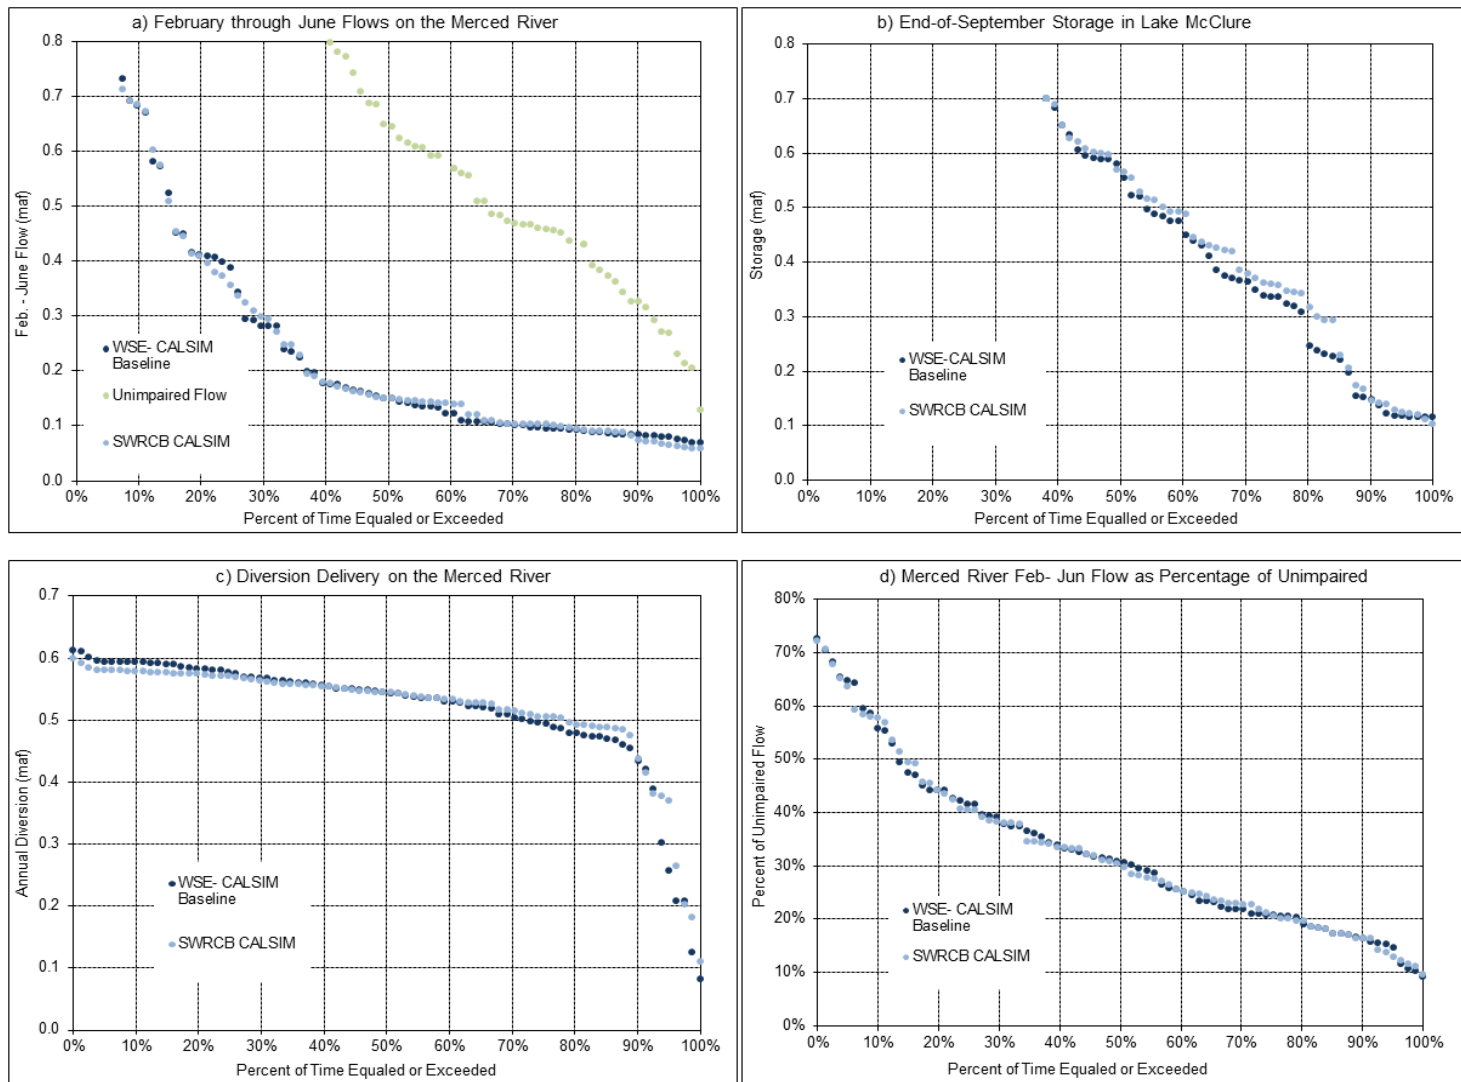 a) February through June Flows on the Merced River
0.8
0.7
0.6
0.5
0.4
0.3
0.2
0.1
0.0
Feb. - June Flow (maf)
WSE- CALSIM
Baseline
Unimpaired Flow
SWRCB CALSIM
0% 10% 20% 30% 40% 50% 60% 70% 80% 90% 100%
Percent of Time Equaled or Exceeded
b) End-of-September Storage in Lake McClure
0.8
0.7
0.6
0.5
0.4
0.3
0.2
0.1
0.0
Storage (maf)
WSE-CALSIM
Baseline
SWRCB CALSIM
0% 10% 20% 30% 40% 50% 60% 70% 80% 90% 100%
Percent of Time Equalled or Exceeded
c) Diversion Delivery on the Merced River
0.7
0.6
0.5
0.4
0.3
0.2
0.1
0.0
Annual Diversion (maf)
WSE- CALSIM
Baseline
SWRCB CALSIM
0% 10% 20% 30% 40% 50% 60% 70% 80% 90% 100%
Percent of Time Equaled or Exceeded
d) Merced River Feb- Jun Flow as Percentage of Unimpaired
80%
70%
60%
50%
40%
30%
20%
10%
0%
Percent of Unimpaired Flow
WSE- CALSIM
Baseline
SWRCB CALSIM
0% 10% 20% 30% 40% 50% 60% 70% 80% 90% 100%
Percent of Time Equaled or Exceeded